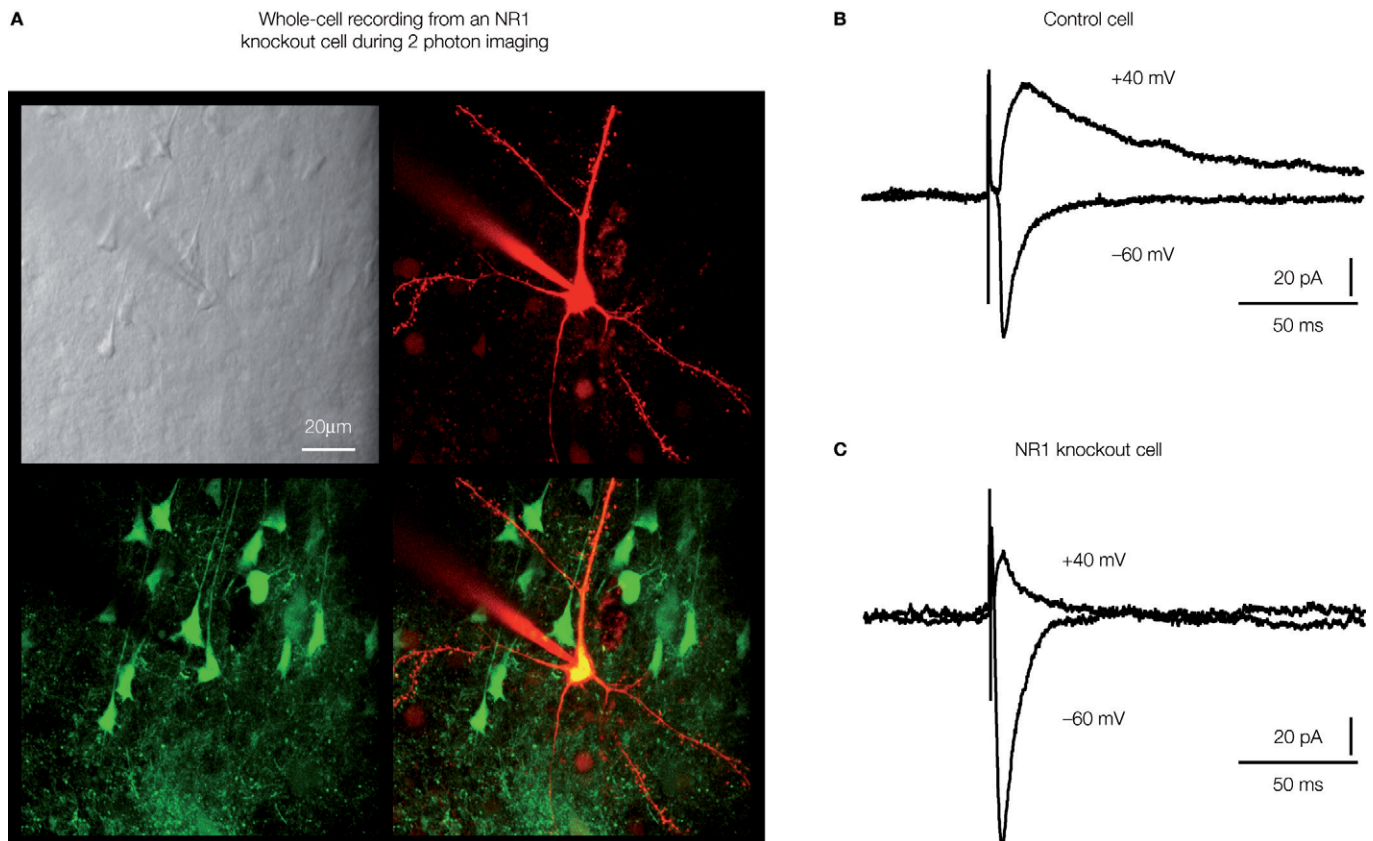 A
Whole-cell recording from an NR1
knockout cell during 2 photon imaging
20μm
B
Control cell
+40 mV
–60 mV
20 pA
50 ms
C
NR1 knockout cell
+40 mV
–60 mV
20 pA
50 ms